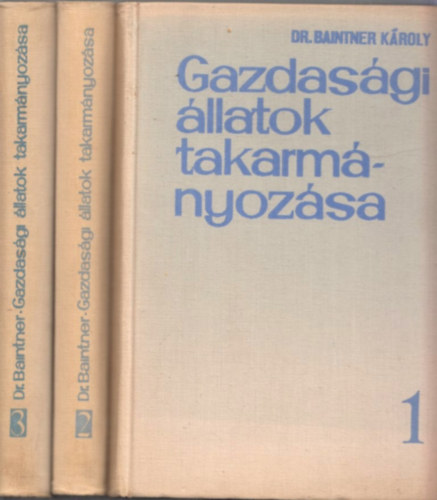 3 Dr. Baintner · Gazdasági állatok takarmányozása
2 Dr. Baintner · Gazdasági állatok takarmányozása
DR. BAINTNER KÁROLY
Gazdasági
állatok
takarmá-
nyozása
1